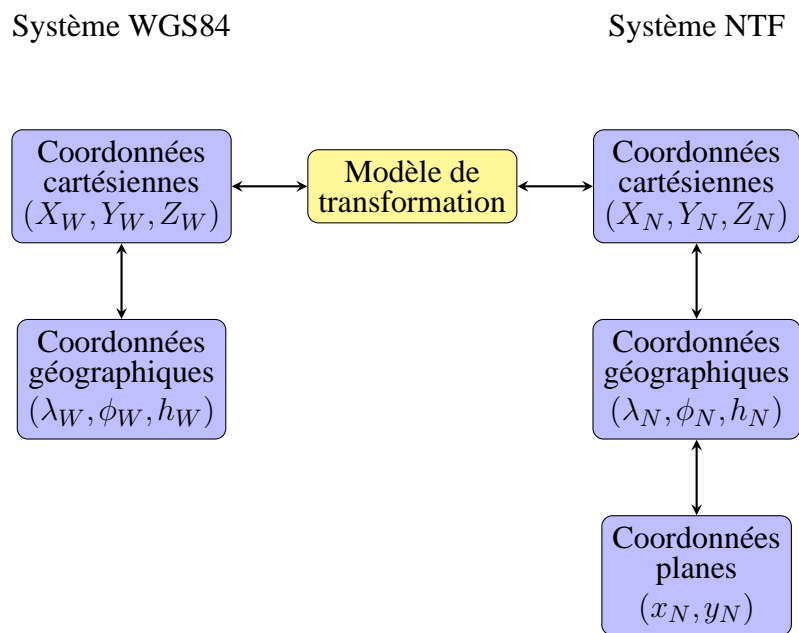 Système WGS84
Système NTF
Coordonnées
cartésiennes
(X_W, Y_W, Z_W)
Modèle de
transformation
Coordonnées
cartésiennes
(X_N, Y_N, Z_N)
Coordonnées
géographiques
(λ_W, ϕ_W, h_W)
Coordonnées
géographiques
(λ_N, ϕ_N, h_N)
Coordonnées
planes
(x_N, y_N)